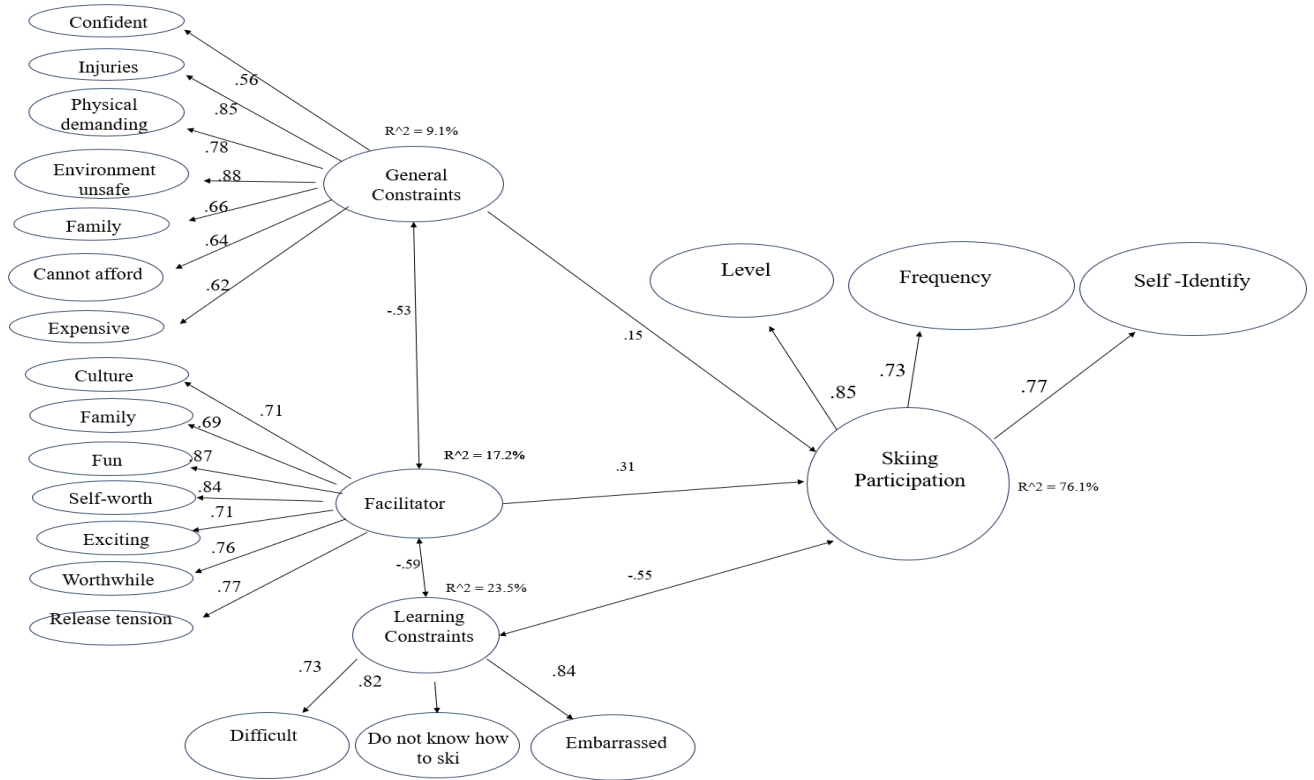 Confident
.56
Injuries
.85
Physical
demanding
.78
Environment
unsafe
.88
Family
.66
Cannot afford
.64
Expensive
.62
R^2 = 9.1%
General
Constraints
-.53
.15
Level
Frequency
Self -Identify
.85
.73
.77
Culture
.71
Family
.69
Fun
.87
Self-worth
.84
Exciting
.71
Worthwhile
.76
Release tension
.77
R^2 = 17.2%
Facilitator
.31
Skiing
Participation
R^2 = 76.1%
-.59
R^2 = 23.5%
-.55
Learning
Constraints
.73
.82
.84
Difficult
Do not know how
to ski
Embarrassed